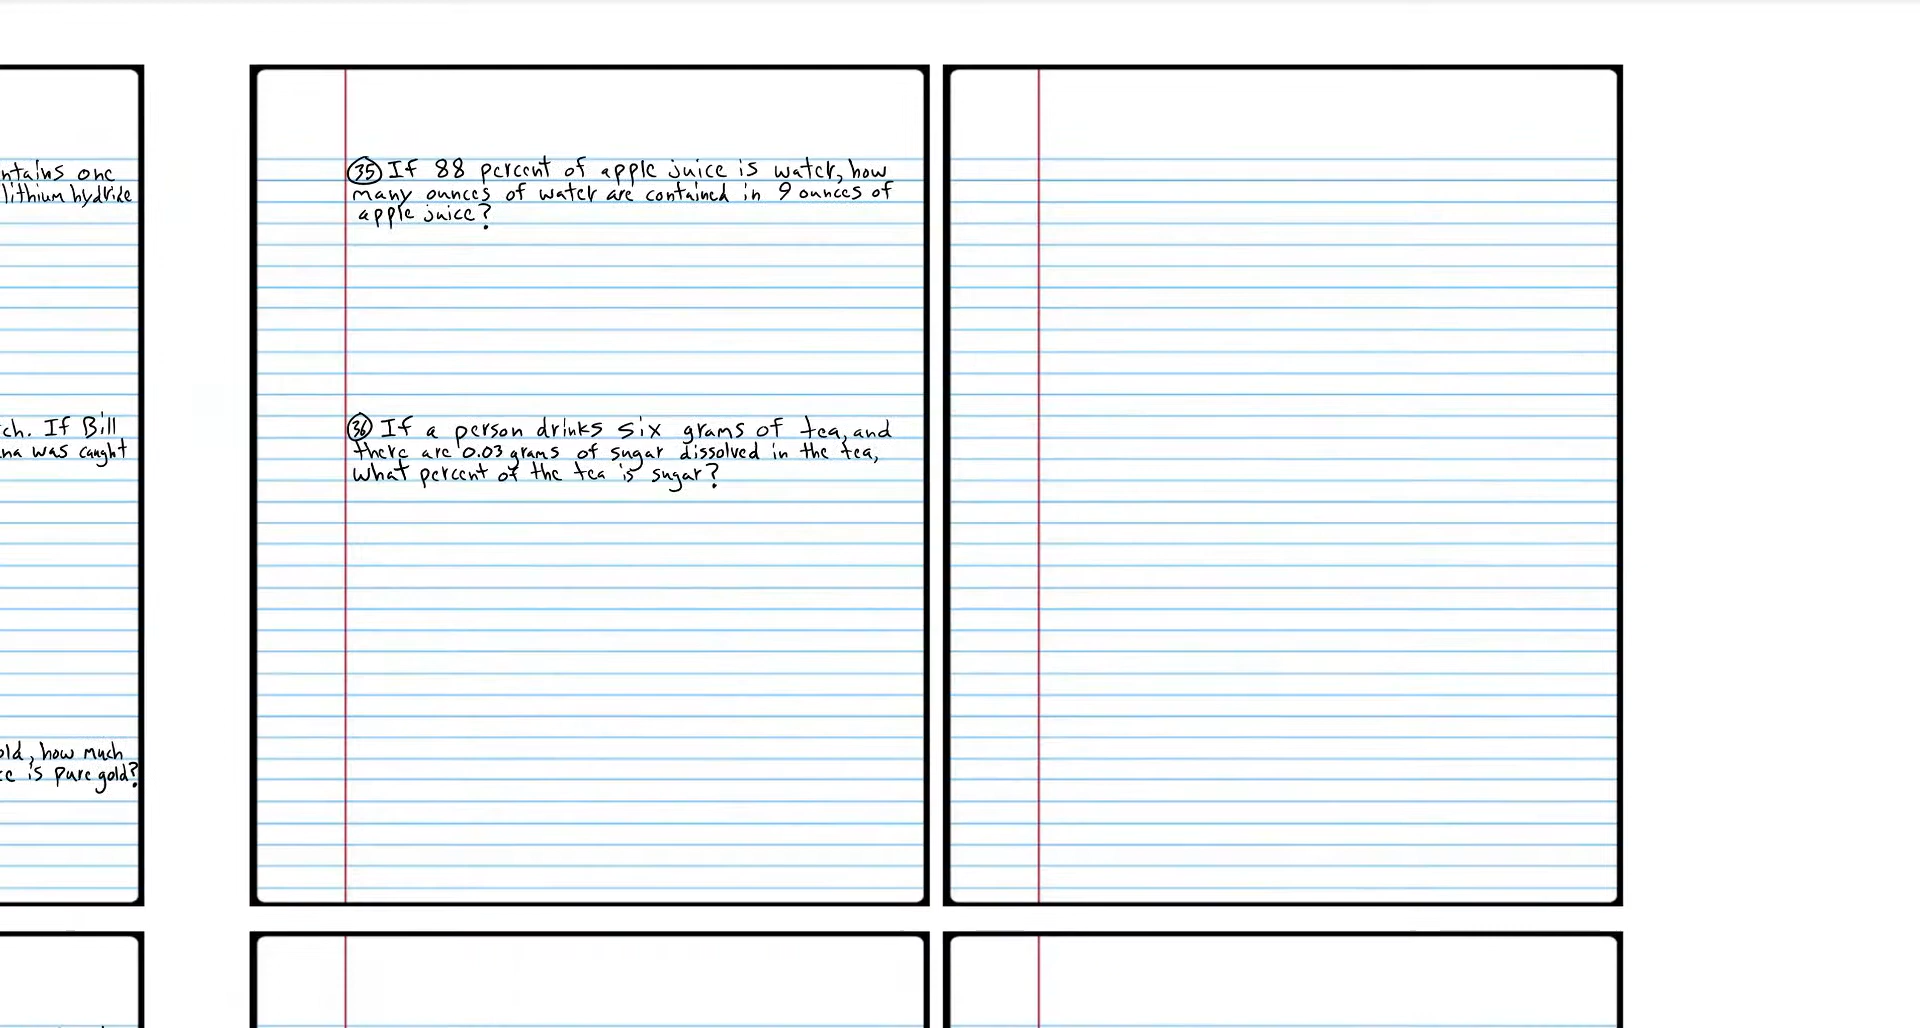 ntains one
lithium hydride
ch. If Bill
na was caught
old, how much
ce is pure gold?
35 If 88 percent of apple juice is water, how
many ounces of water are contained in 9 ounces of
apple juice?
36 If a person drinks six grams of tea, and
there are 0.03 grams of sugar dissolved in the tea,
what percent of the tea is sugar?